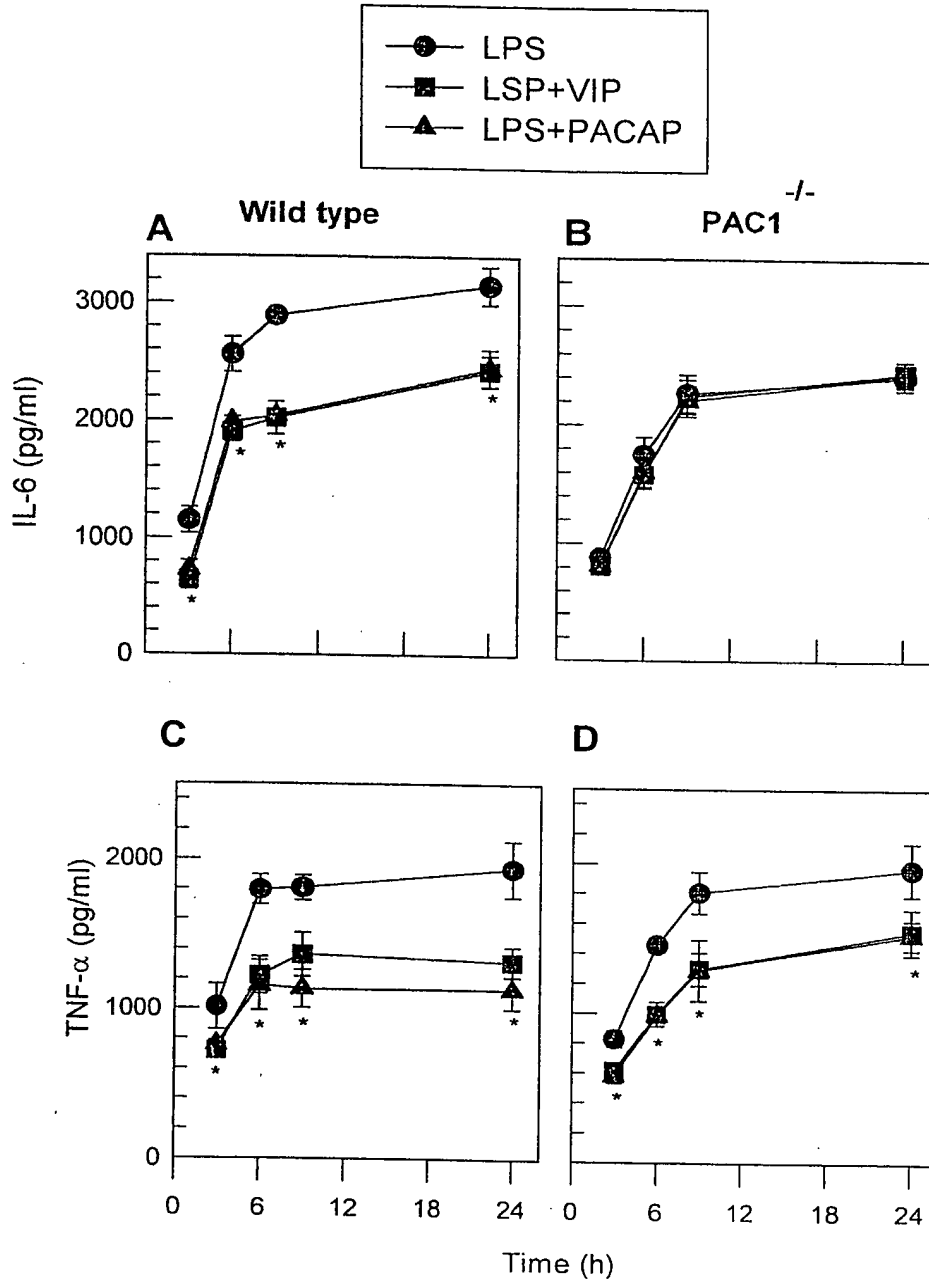 LPS
LSP+VIP
LPS+PACAP
A
Wild type
B
PAC1 -/-
3000
2000
1000
0
IL-6 (pg/ml)
C
D
2000
1000
0
TNF-α (pg/ml)
*
*
*
*
*
*
*
*
*
*
*
*
0
6
12
18
24
0
6
12
18
24
Time (h)